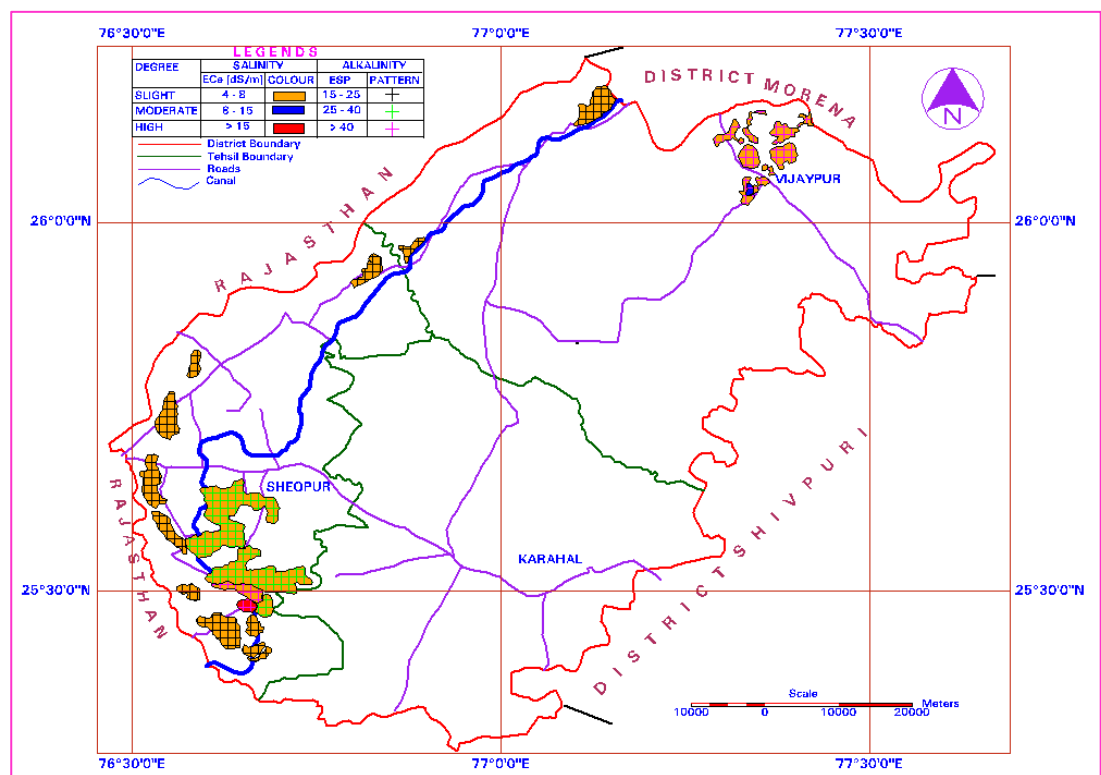 76°30'0"E 77°0'0"E 77°30'0"E
LEGENDS
DEGREE SALINITY ALKALINITY
ECe [dS/m] COLOUR ESP PATTERN
SLIGHT 4 - 8 15 - 25
MODERATE 8 - 15 25 - 40
HIGH > 15 > 40
District Boundary
Tehsil Boundary
Roads
Canal
DISTRICT MORENA
N
RAJASTHAN
VIJAYPUR
26°0'0"N 26°0'0"N
SHEOPUR
RAJASTHAN
KARAHAL
DISTRICT SHIVPURI
25°30'0"N 25°30'0"N
Scale
10000 0 20000 Meters
76°30'0"E 77°0'0"E 77°30'0"E